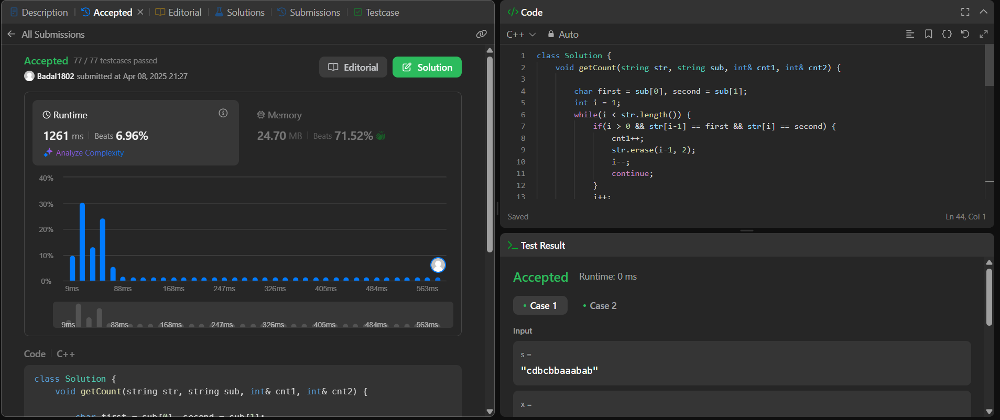 Description
Accepted
Editorial
Solutions
Submissions
Testcase
All Submissions
Accepted 77 / 77 testcases passed
Badal1802 submitted at Apr 08, 2025 21:27
Editorial
Solution
Runtime
1261 ms Beats 6.96%
Analyze Complexity
Memory
24.70 MB Beats 71.52%
40%
30%
20%
10%
0%
9ms 88ms 168ms 247ms 326ms 405ms 484ms 563ms
9ms 88ms 168ms 247ms 326ms 405ms 484ms 563ms
Code C++
class Solution {
void getCount(string str, string sub, int& cnt1, int& cnt2) {
char first = sub[0], second = sub[1];
</> Code
C++ Auto
1 class Solution {
2 void getCount(string str, string sub, int& cnt1, int& cnt2) {
3
4 char first = sub[0], second = sub[1];
5 int i = 1;
6 while(i < str.length()) {
7 if(i > 0 && str[i-1] == first && str[i] == second) {
8 cnt1++;
9 str.erase(i-1, 2);
10 i--;
11 continue;
12 }
13 i++;
Saved
Ln 44, Col 1
Test Result
Accepted Runtime: 0 ms
Case 1 Case 2
Input
s =
"cdbcbbaaabab"
x =